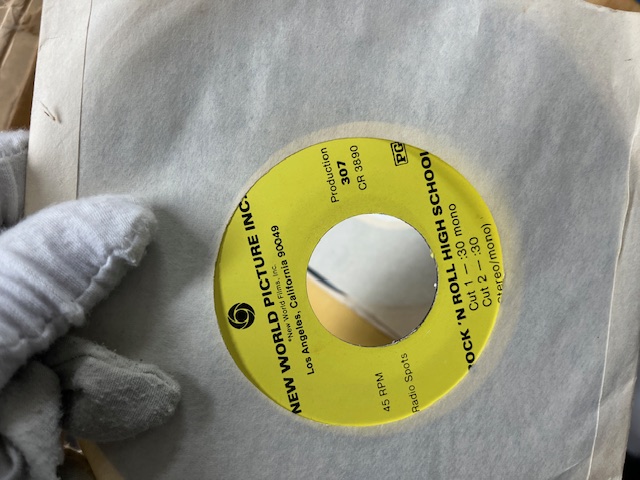 NEW WORLD PICTURE INC.
*New World Films, Inc.
Los Angeles, California 90049
Production
307
CR 3890
45 RPM
Radio Spots
PG
ROCK 'N ROLL HIGH SCHOOL
Cut 1 — :30 mono
Cut 2 — :30
stereo/mono)